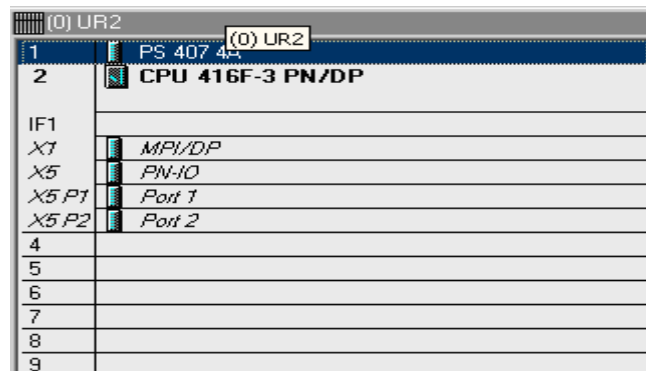 (0) UR2
(0) UR2
1 PS 407 4A
2 CPU 416F-3 PN/DP
IF1
X1 MPI/DP
X5 PN-IO
X5 P1 Port 1
X5 P2 Port 2
4
5
6
7
8
9